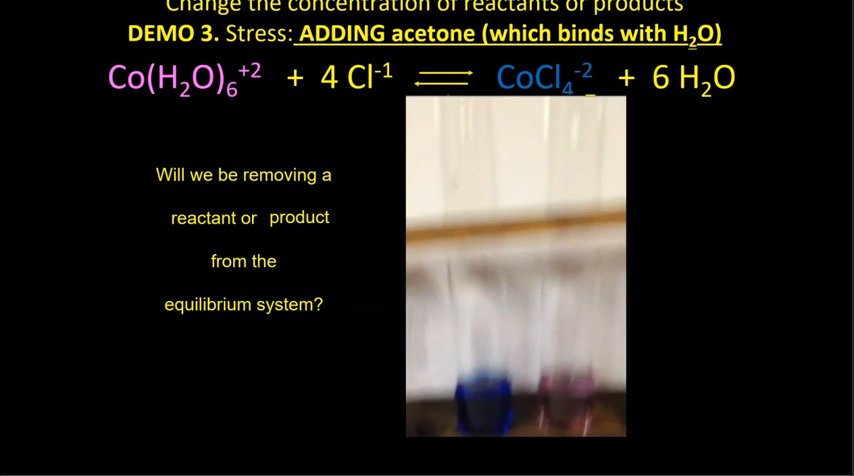 Change the concentration of reactants or products
DEMO 3. Stress: ADDING acetone (which binds with H₂O)
Co(H₂O)₆⁺² + 4 Cl⁻¹ ⇌ CoCl₄⁻² + 6 H₂O
Will we be removing a
reactant or product
from the
equilibrium system?